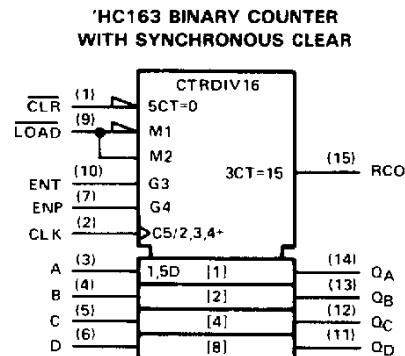 'HC163 BINARY COUNTER
WITH SYNCHRONOUS CLEAR
CTRDIV16
CLR (1) 5CT=0
LOAD (9) M1
M2
ENT (10) G3
3CT=15 (15) RCO
ENP (7) G4
CLK (2) C5/2,3,4+
A (3) 1,5D [1] (14) QA
B (4) [2] (13) QB
C (5) [4] (12) QC
D (6) [8] (11) QD